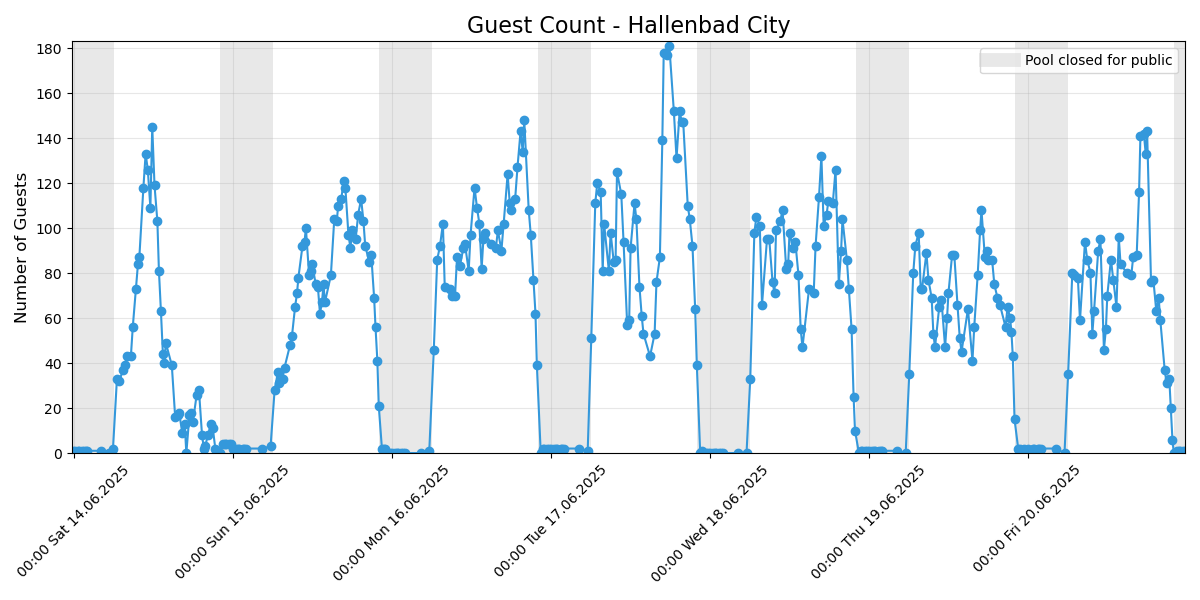 Guest Count - Hallenbad City
Pool closed for public
Number of Guests
180
160
140
120
100
80
60
40
20
0
00:00 Sat 14.06.2025
00:00 Sun 15.06.2025
00:00 Mon 16.06.2025
00:00 Tue 17.06.2025
00:00 Wed 18.06.2025
00:00 Thu 19.06.2025
00:00 Fri 20.06.2025